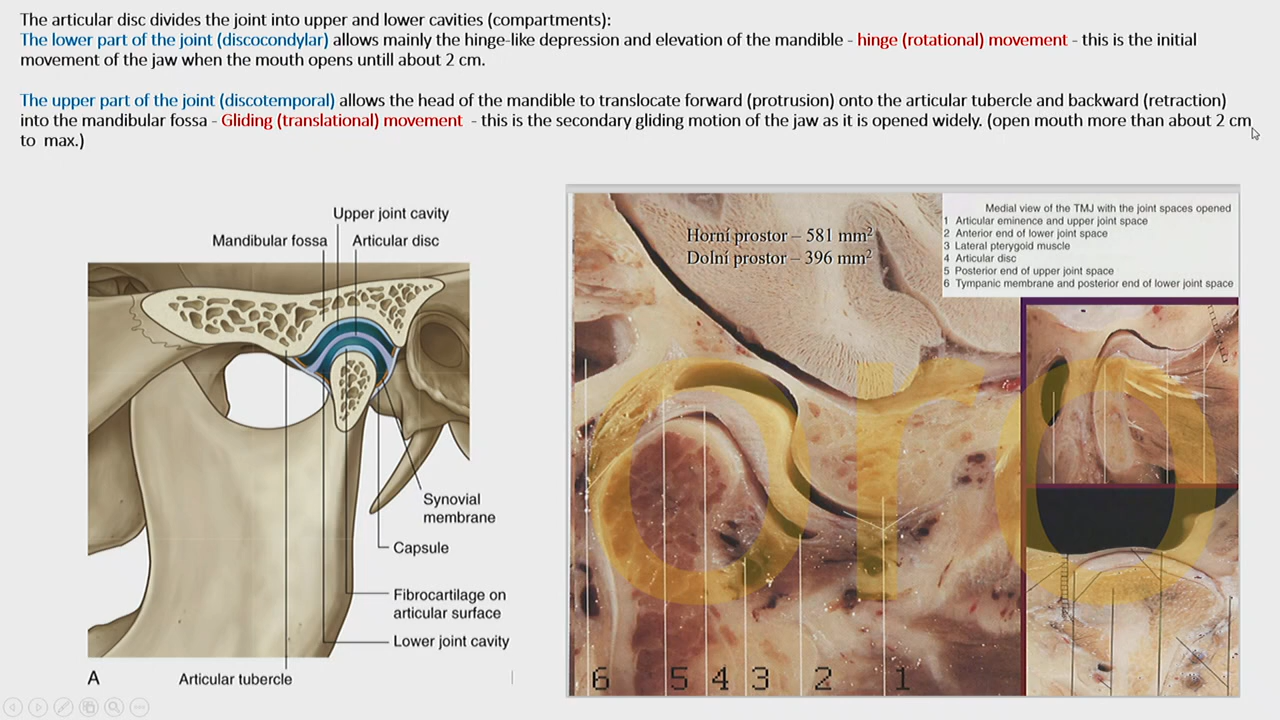 The articular disc divides the joint into upper and lower cavities (compartments):
The lower part of the joint (discocondylar) allows mainly the hinge-like depression and elevation of the mandible - hinge (rotational) movement - this is the initial
movement of the jaw when the mouth opens untill about 2 cm.
The upper part of the joint (discotemporal) allows the head of the mandible to translocate forward (protrusion) onto the articular tubercle and backward (retraction)
into the mandibular fossa - Gliding (translational) movement - this is the secondary gliding motion of the jaw as it is opened widely. (open mouth more than about 2 cm
to max.)
Upper joint cavity
Mandibular fossa
Articular disc
Synovial
membrane
Capsule
Fibrocartilage on
articular surface
Lower joint cavity
A
Articular tubercle
Horní prostor – 581 mm²
Dolní prostor – 396 mm²
Medial view of the TMJ with the joint spaces opened
1 Articular eminence and upper joint space
2 Anterior end of lower joint space
3 Lateral pterygoid muscle
4 Articular disc
5 Posterior end of upper joint space
6 Tympanic membrane and posterior end of lower joint space
oro
6 5 4 3 2 1